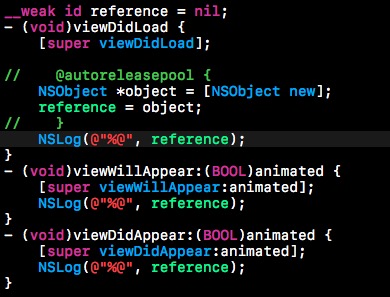 __weak id reference = nil;
- (void)viewDidLoad {
    [super viewDidLoad];

//    @autoreleasepool {
    NSObject *object = [NSObject new];
    reference = object;
//    }
    NSLog(@"%@", reference);
}
- (void)viewWillAppear:(BOOL)animated {
    [super viewWillAppear:animated];
    NSLog(@"%@", reference);
}
- (void)viewDidAppear:(BOOL)animated {
    [super viewDidAppear:animated];
    NSLog(@"%@", reference);
}